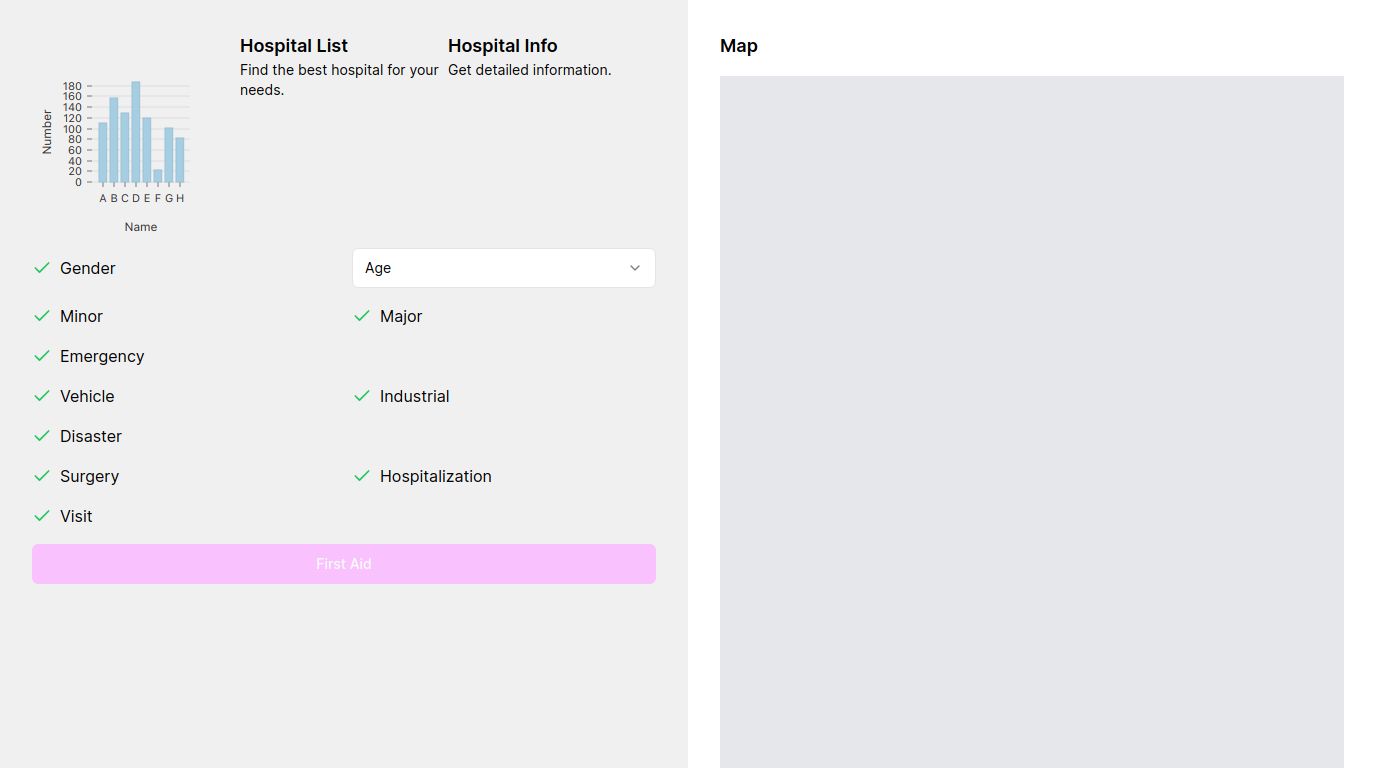 Hospital List
Find the best hospital for your
needs.
Hospital Info
Get detailed information.
Map
180
160
140
120
100
80
60
40
20
0
Number
A B C D E F G H
Name
Gender
Age
Minor
Major
Emergency
Vehicle
Industrial
Disaster
Surgery
Hospitalization
Visit
First Aid